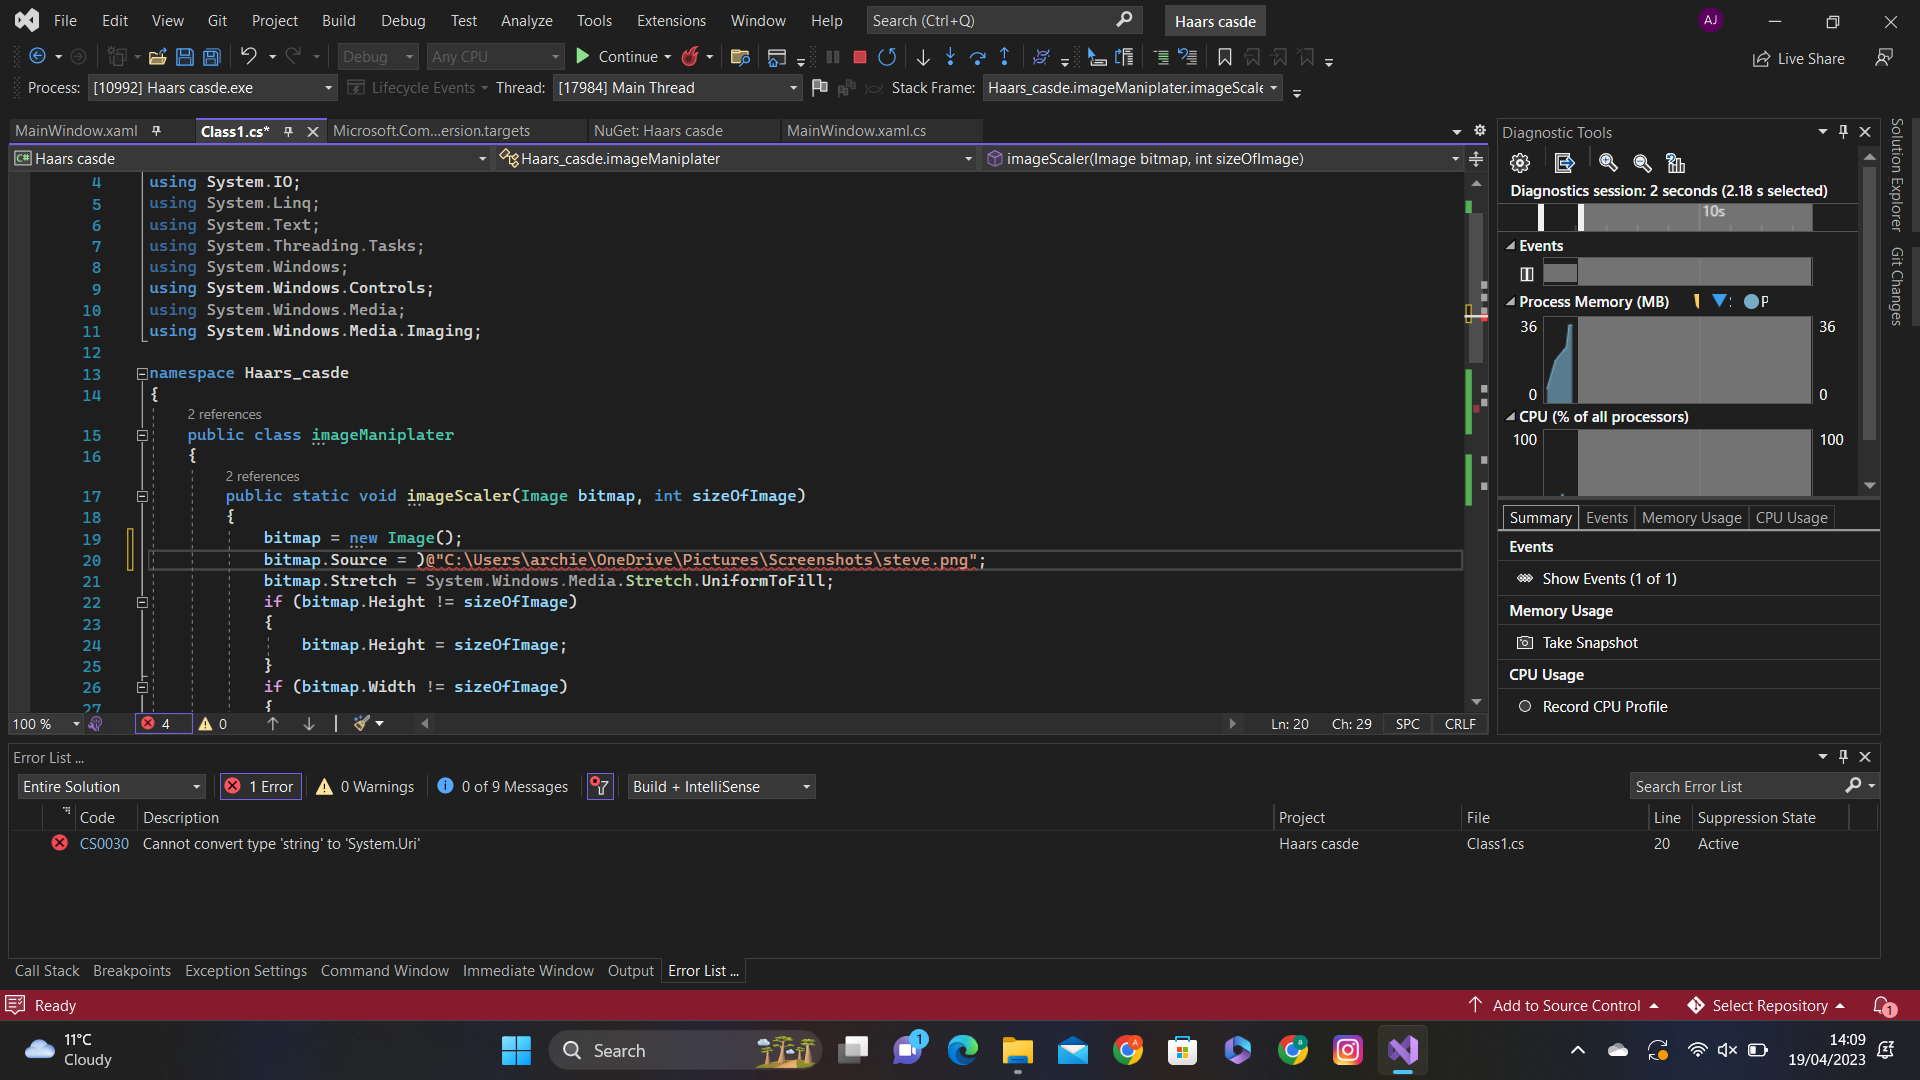 File Edit View Git Project Build Debug Test Analyze Tools Extensions Window Help Search (Ctrl+Q) Haars casde AJ
Debug Any CPU Continue Live Share
Process: [10992] Haars casde.exe Lifecycle Events Thread: [17984] Main Thread Stack Frame: Haars_casde.imageManiplater.imageScale
MainWindow.xaml Class1.cs* Microsoft.Com...ersion.targets NuGet: Haars casde MainWindow.xaml.cs
Haars casde Haars_casde.imageManiplater imageScaler(Image bitmap, int sizeOfImage)
4 using System.IO;
5 using System.Linq;
6 using System.Text;
7 using System.Threading.Tasks;
8 using System.Windows;
9 using System.Windows.Controls;
10 using System.Windows.Media;
11 using System.Windows.Media.Imaging;
12
13 namespace Haars_casde
14 {
2 references
15 public class imageManiplater
16 {
2 references
17 public static void imageScaler(Image bitmap, int sizeOfImage)
18 {
19 bitmap = new Image();
20 bitmap.Source = )@"C:\Users\archie\OneDrive\Pictures\Screenshots\steve.png";
21 bitmap.Stretch = System.Windows.Media.Stretch.UniformToFill;
22 if (bitmap.Height != sizeOfImage)
23 {
24 bitmap.Height = sizeOfImage;
25 }
26 if (bitmap.Width != sizeOfImage)
27 {
100 % 4 0 Ln: 20 Ch: 29 SPC CRLF
Diagnostic Tools
Diagnostics session: 2 seconds (2.18 s selected)
10s
Events
Process Memory (MB) P
36 36
0 0
CPU (% of all processors)
100 100
Summary Events Memory Usage CPU Usage
Events
Show Events (1 of 1)
Memory Usage
Take Snapshot
CPU Usage
Record CPU Profile
Solution Explorer
Git Changes
Error List ...
Entire Solution 1 Error 0 Warnings 0 of 9 Messages Build + IntelliSense Search Error List
Code Description Project File Line Suppression State
CS0030 Cannot convert type 'string' to 'System.Uri' Haars casde Class1.cs 20 Active
Call Stack Breakpoints Exception Settings Command Window Immediate Window Output Error List ...
Ready Add to Source Control Select Repository 1
11°C
Cloudy
Search
1
14:09
19/04/2023